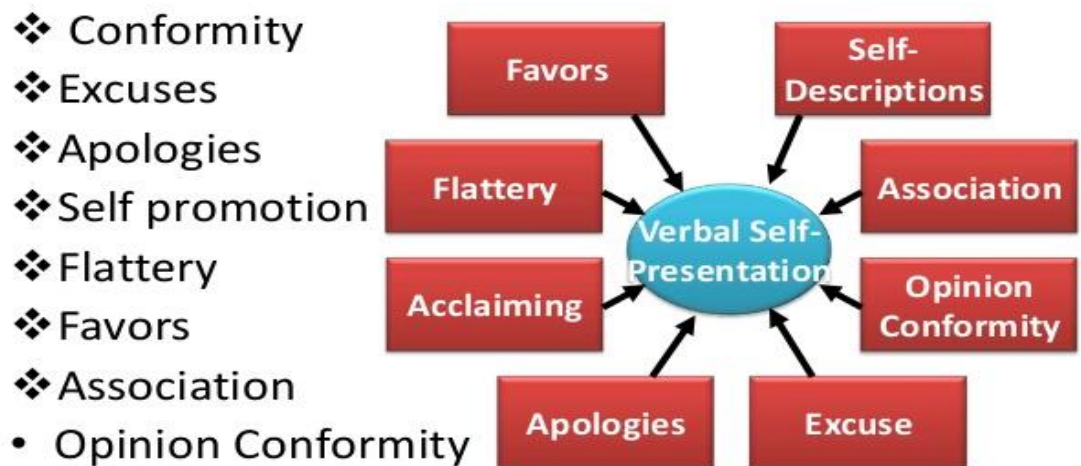 ❖ Conformity
❖Excuses
❖Apologies
❖Self promotion
❖Flattery
❖Favors
❖Association
• Opinion Conformity
Favors
Self-
Descriptions
Flattery
Association
Verbal Self-
Presentation
Acclaiming
Opinion
Conformity
Apologies
Excuse